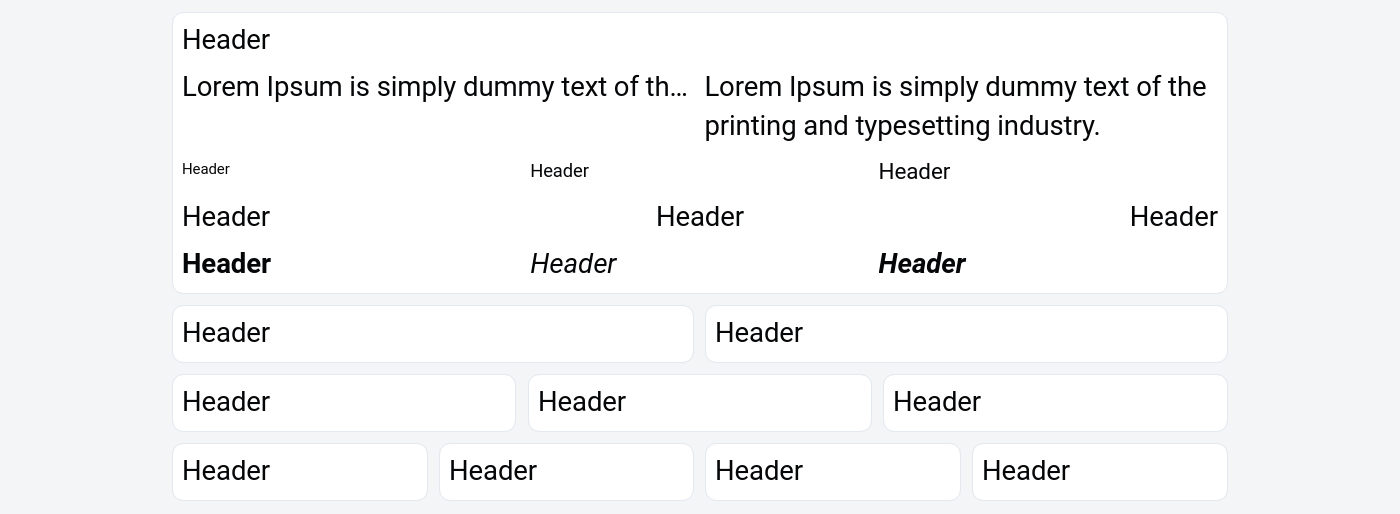 Header
Lorem Ipsum is simply dummy text of th...
Lorem Ipsum is simply dummy text of the
printing and typesetting industry.
Header Header Header
Header Header Header
Header Header Header
Header Header
Header Header Header
Header Header Header Header